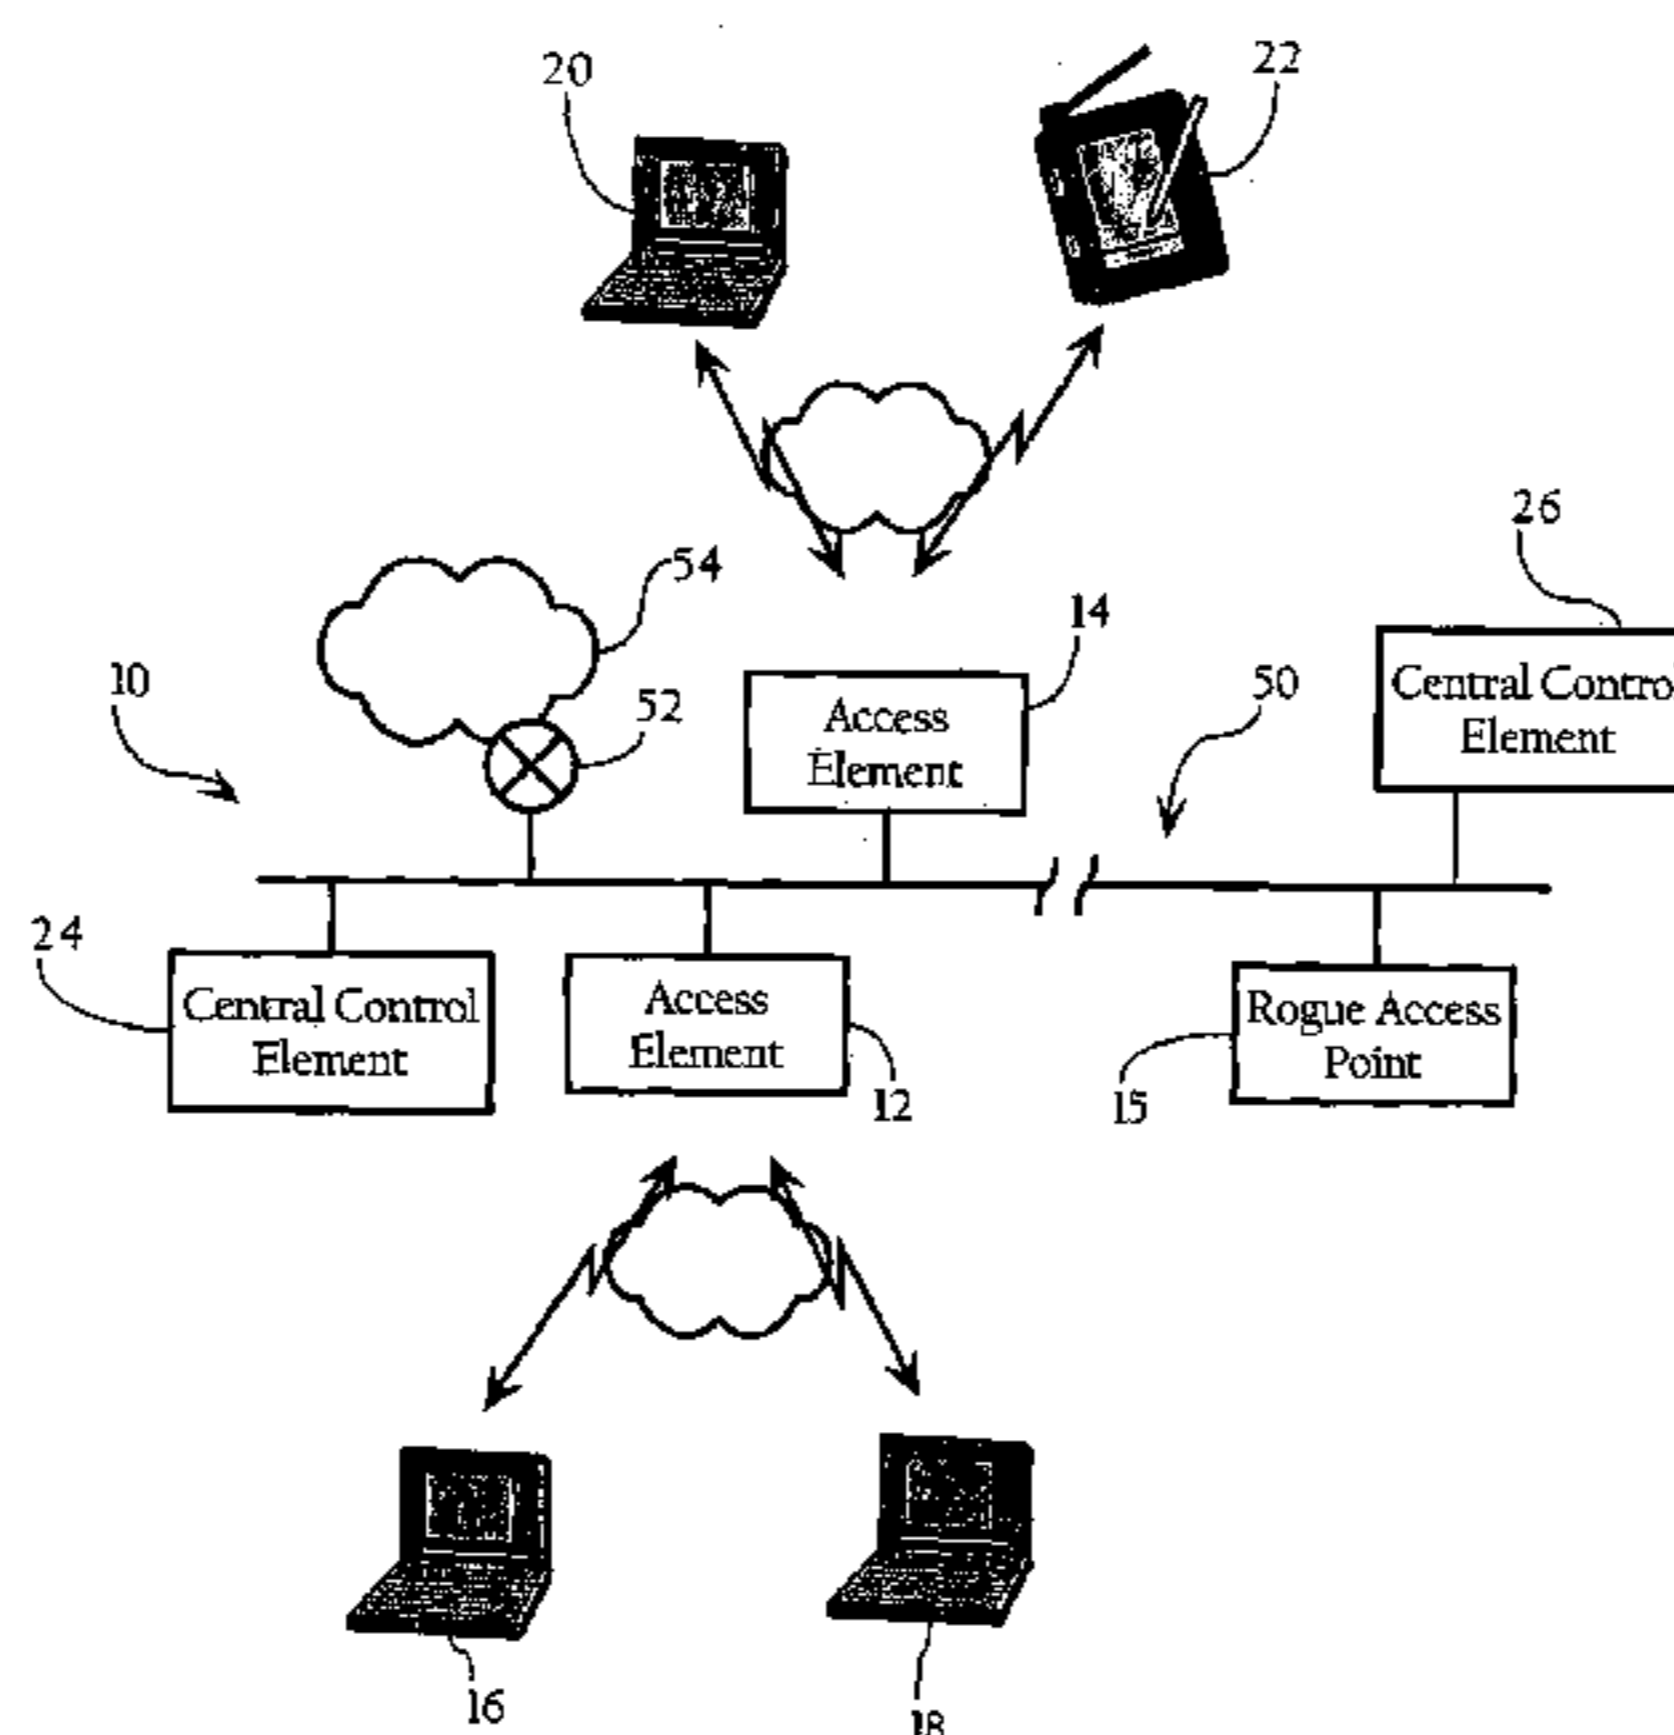 20
22
26
54
14
10
52
50
Access
Element
Central Contro
Element
24
Central Control
Element
Access
Element
12
15
Rogue Access
Point
16
18